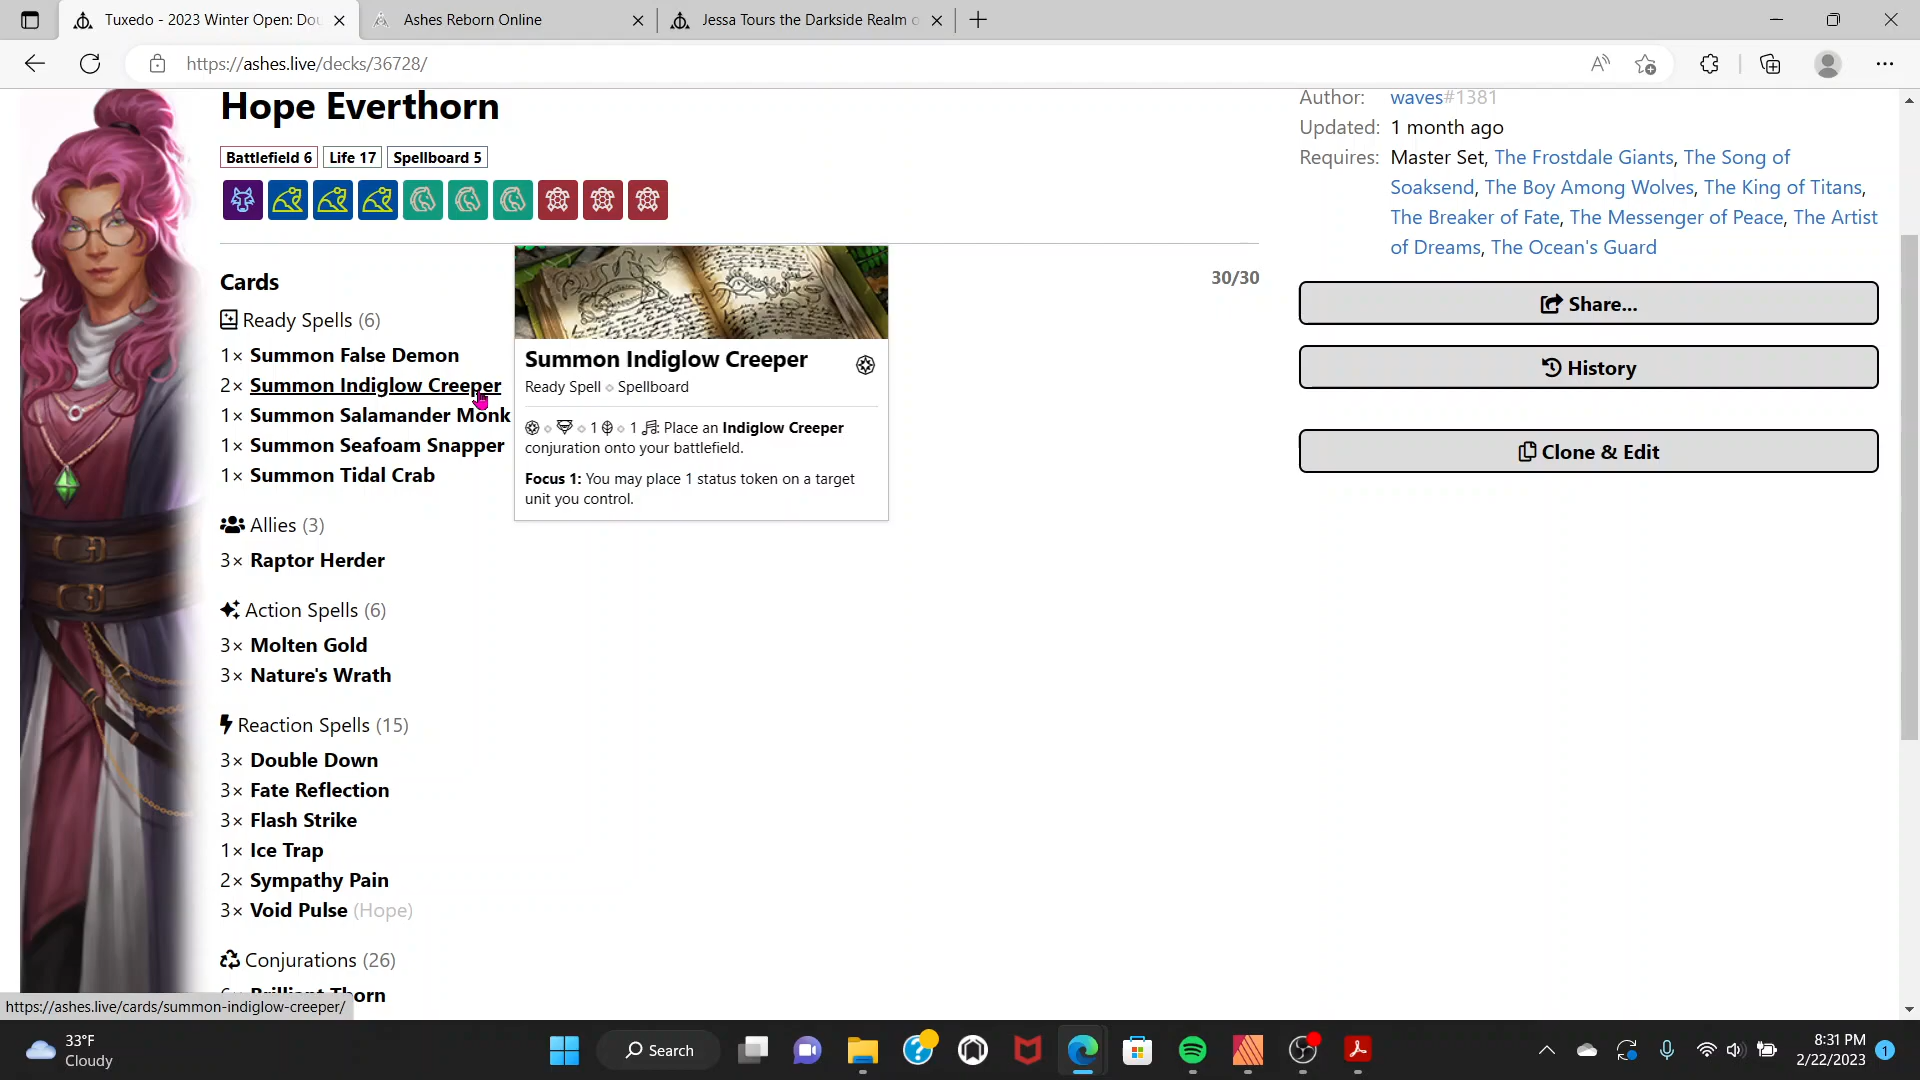 Tuxedo - 2023 Winter Open: Dou
Ashes Reborn Online
Jessa Tours the Darkside Realm o
https://ashes.live/decks/36728/
Hope Everthorn
Battlefield 6
Life 17
Spellboard 5
Cards
30/30
Ready Spells (6)
1× Summon False Demon
2× Summon Indiglow Creeper
1× Summon Salamander Monk
1× Summon Seafoam Snapper
1× Summon Tidal Crab
Allies (3)
3× Raptor Herder
Action Spells (6)
3× Molten Gold
3× Nature's Wrath
Reaction Spells (15)
3× Double Down
3× Fate Reflection
3× Flash Strike
1× Ice Trap
2× Sympathy Pain
3× Void Pulse (Hope)
Conjurations (26)
6× Brilliant Thorn
Summon Indiglow Creeper
Ready Spell Spellboard
1 1 : Place an Indiglow Creeper
conjuration onto your battlefield.
Focus 1: You may place 1 status token on a target
unit you control.
Author: waves#1381
Updated: 1 month ago
Requires: Master Set, The Frostdale Giants, The Song of
Soaksend, The Boy Among Wolves, The King of Titans,
The Breaker of Fate, The Messenger of Peace, The Artist
of Dreams, The Ocean's Guard
Share...
History
Clone & Edit
https://ashes.live/cards/summon-indiglow-creeper/
33°F
Cloudy
Search
8:31 PM
2/22/2023
1